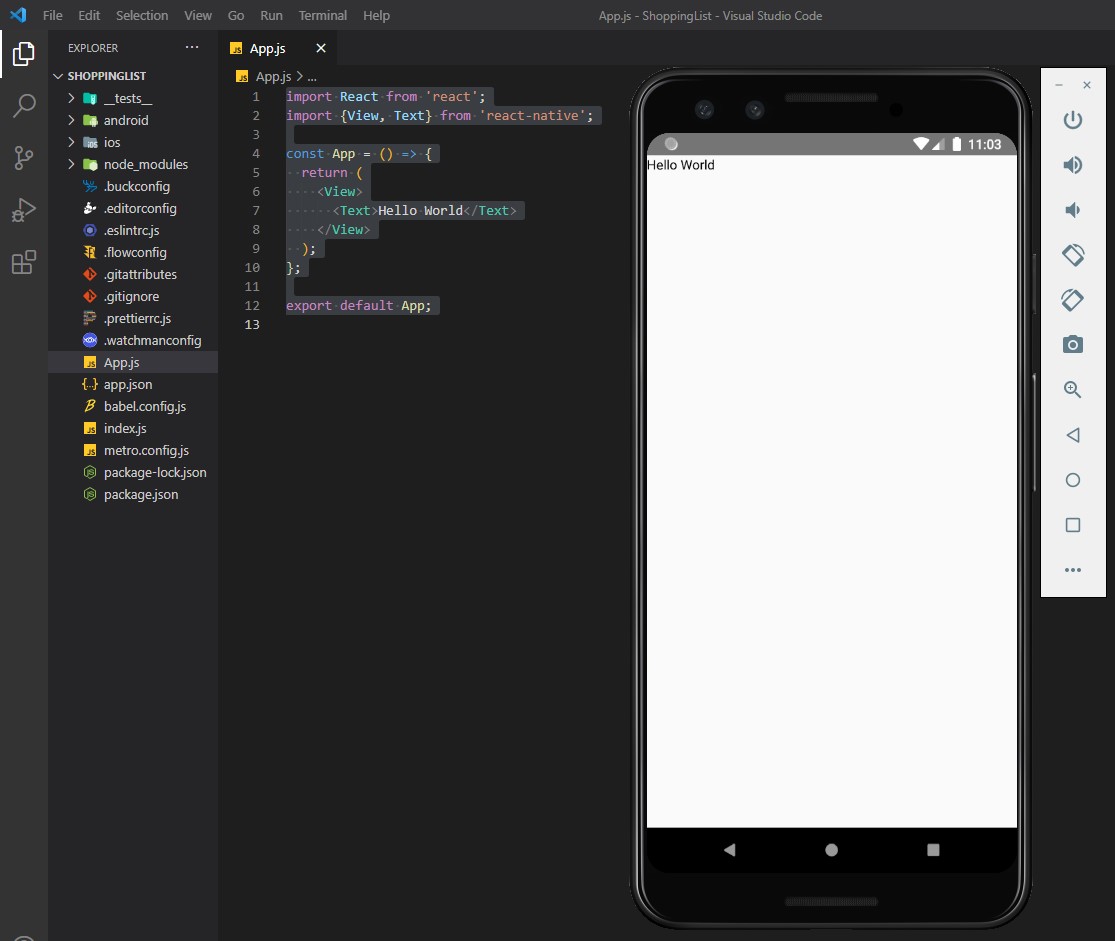 File Edit Selection View Go Run Terminal Help App.js - ShoppingList - Visual Studio Code
EXPLORER ...
SHOPPINGLIST
__tests__
android
ios
node_modules
.buckconfig
.editorconfig
.eslintrc.js
.flowconfig
.gitattributes
.gitignore
.prettierrc.js
.watchmanconfig
App.js
app.json
babel.config.js
index.js
metro.config.js
package-lock.json
package.json
App.js
App.js > ...
1 import React from 'react';
2 import {View, Text} from 'react-native';
3
4 const App = () => {
5   return (
6     <View>
7       <Text>Hello World</Text>
8     </View>
9   );
10 };
11
12 export default App;
13
11:03
Hello World